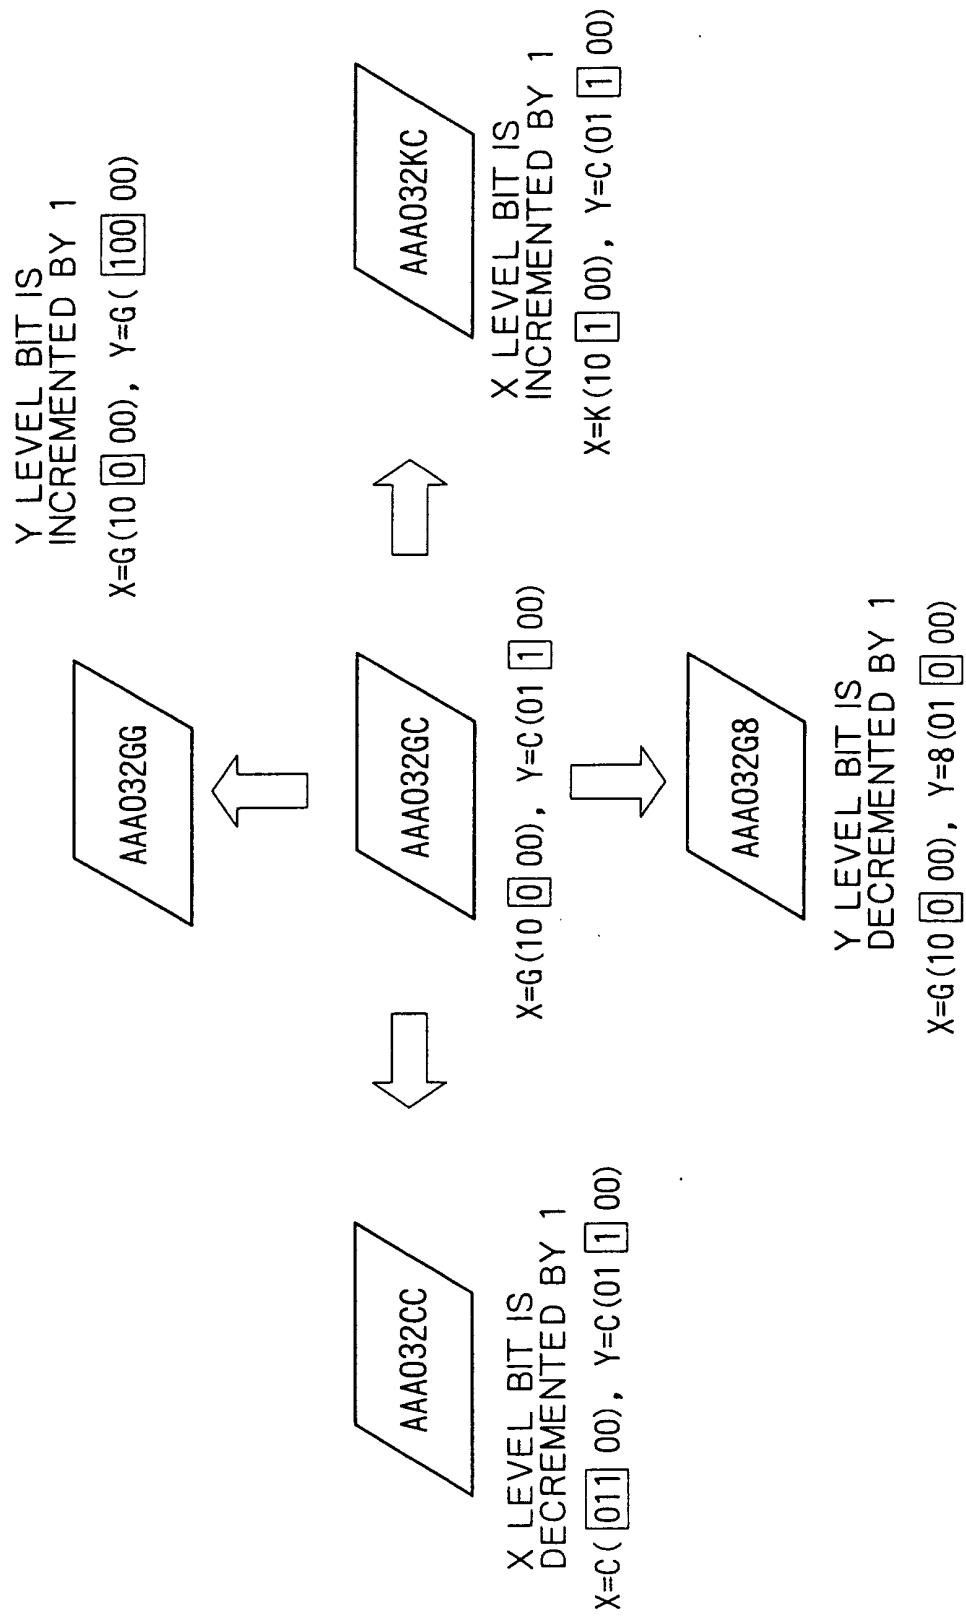 Y LEVEL BIT IS
INCREMENTED BY 1
X=G(10 0 00), Y=G( 100 00)
AAA032GG
AAA032CC
X LEVEL BIT IS
DECREMENTED BY 1
X=C( 011 00), Y=C(01 1 00)
AAA032GC
X=G(10 0 00), Y=C(01 1 00)
AAA032KC
X LEVEL BIT IS
INCREMENTED BY 1
X=K(10 1 00), Y=C(01 1 00)
AAA032G8
Y LEVEL BIT IS
DECREMENTED BY 1
X=G(10 0 00), Y=8(01 0 00)